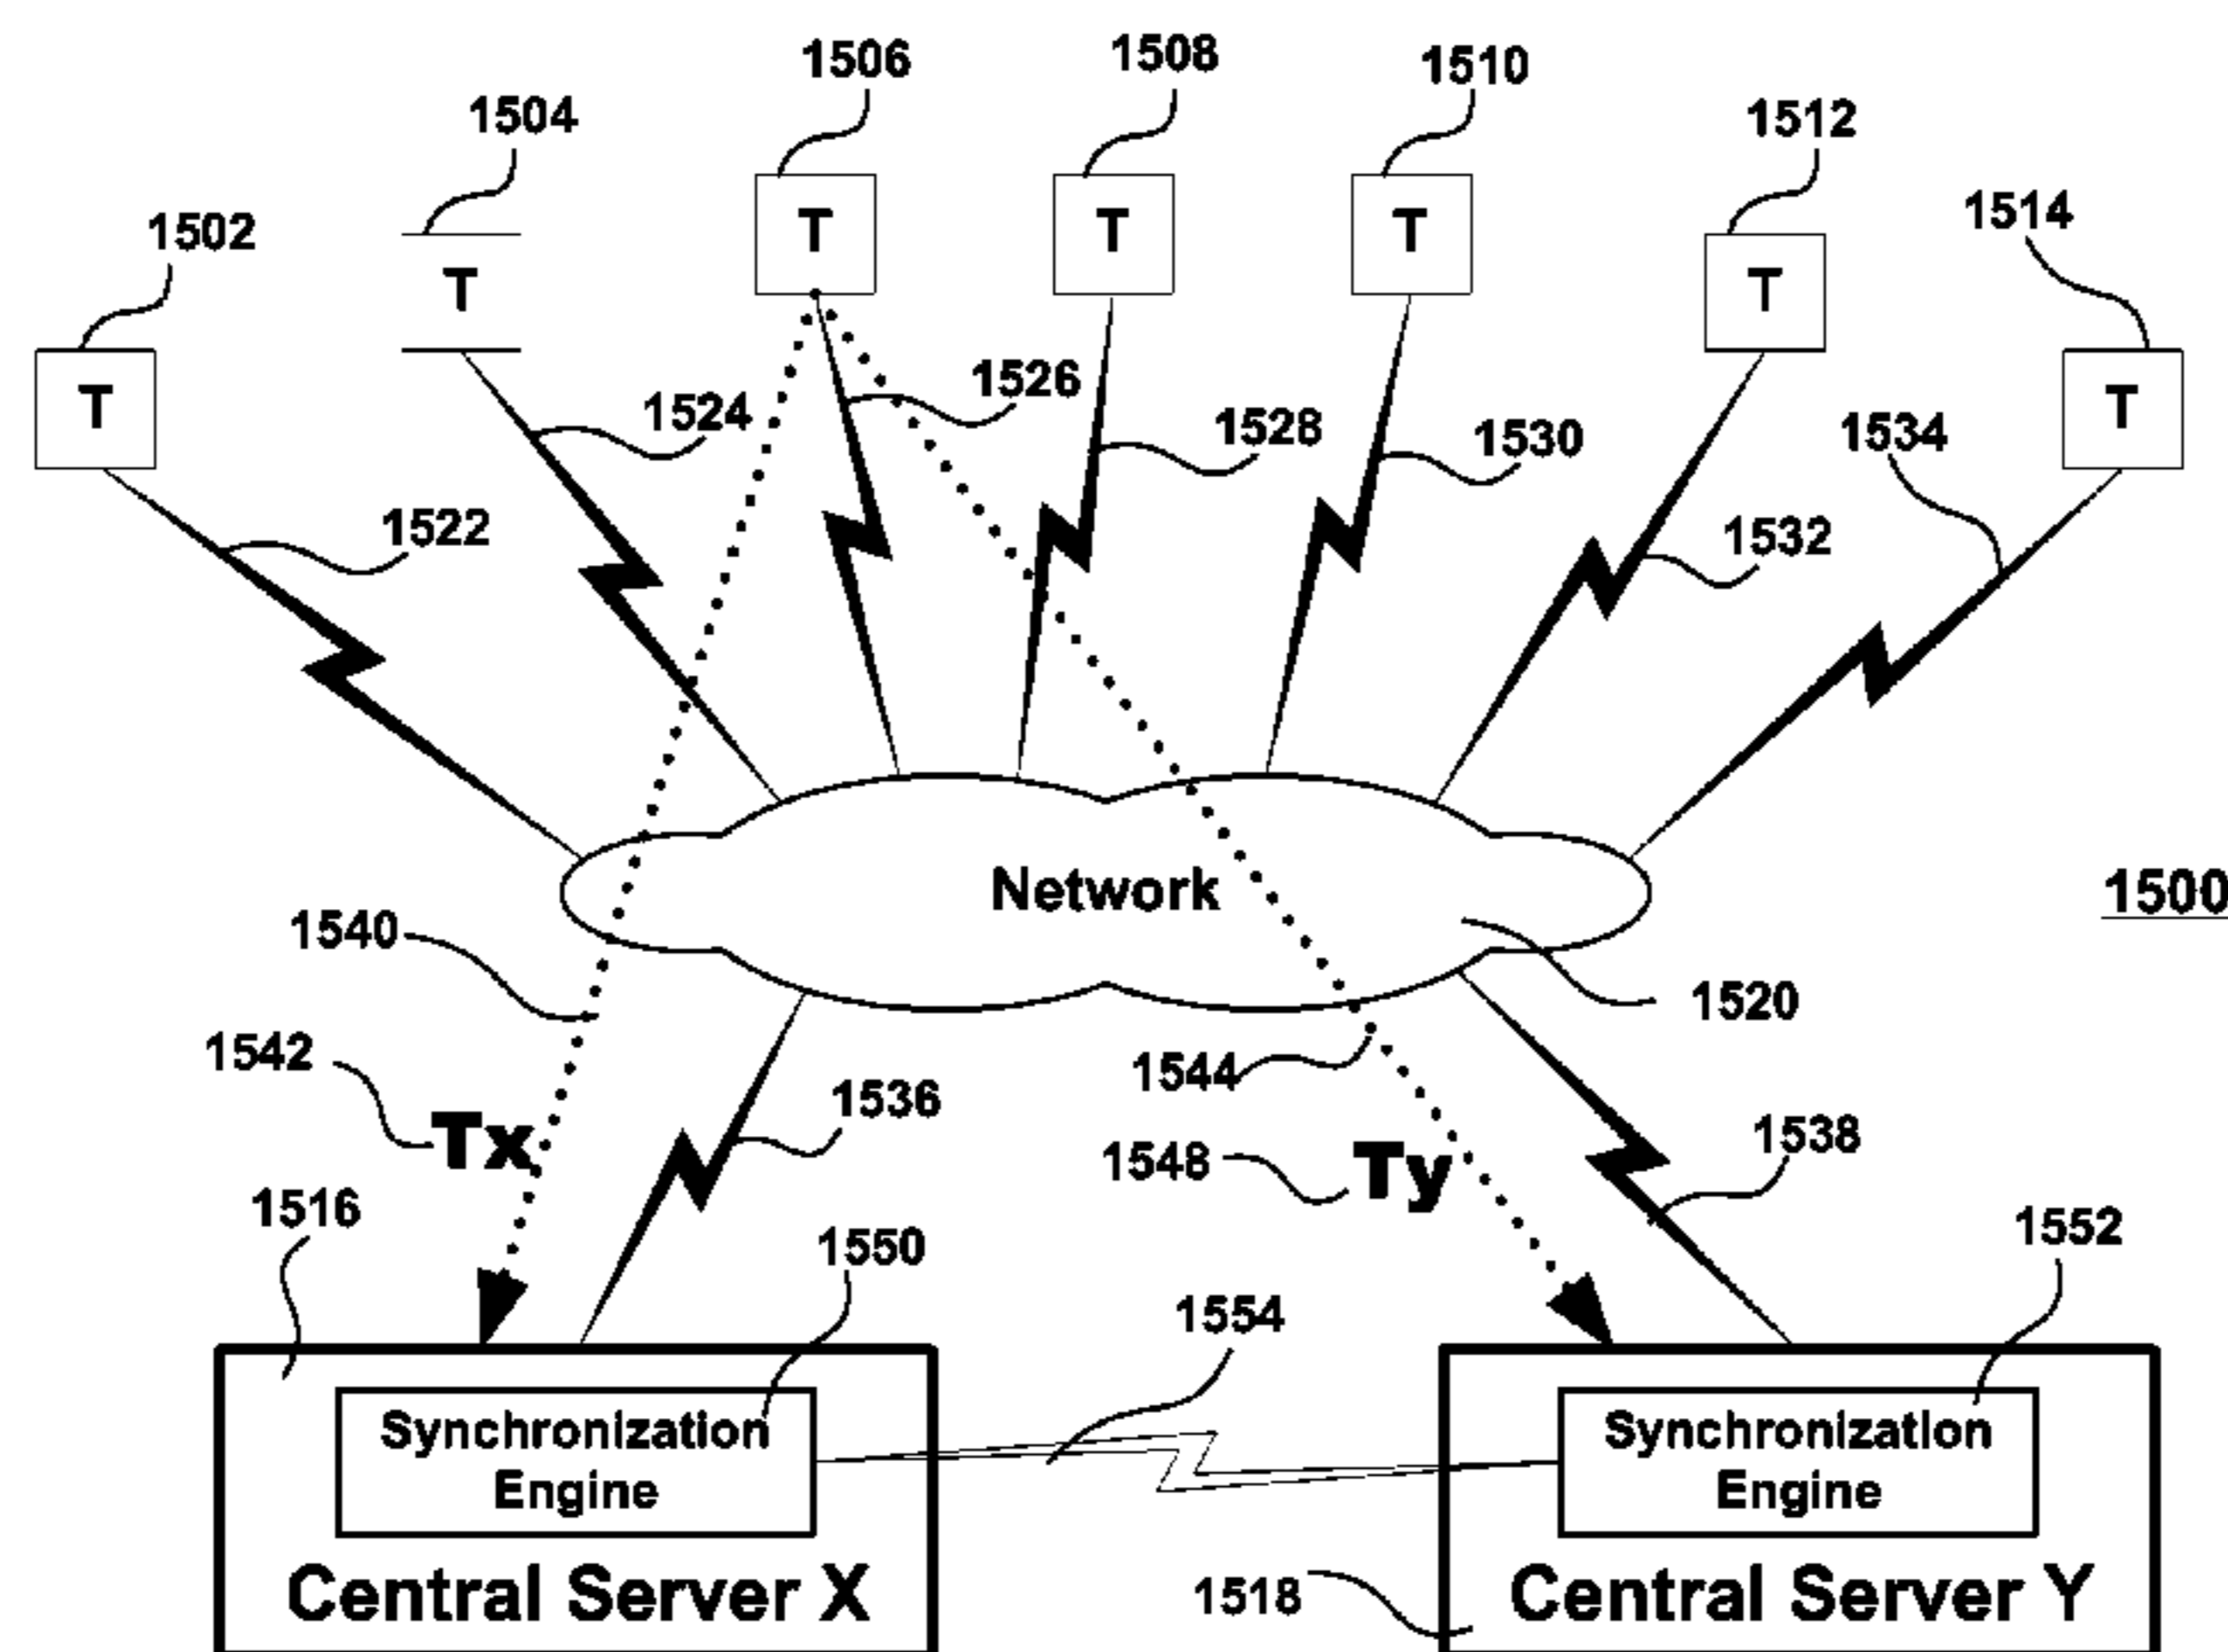 1506
1508
1510
1504
1512
1502
1514
T
T
T
T
T
T
T
1526
1524
1528
1530
1534
1522
1532
Network
1500
1540
1520
1542
1544
1536
Tx
1538
1548
Ty
1516
1550
1552
1554
Synchronization
Engine
Synchronization
Engine
Central Server X
1518
Central Server Y